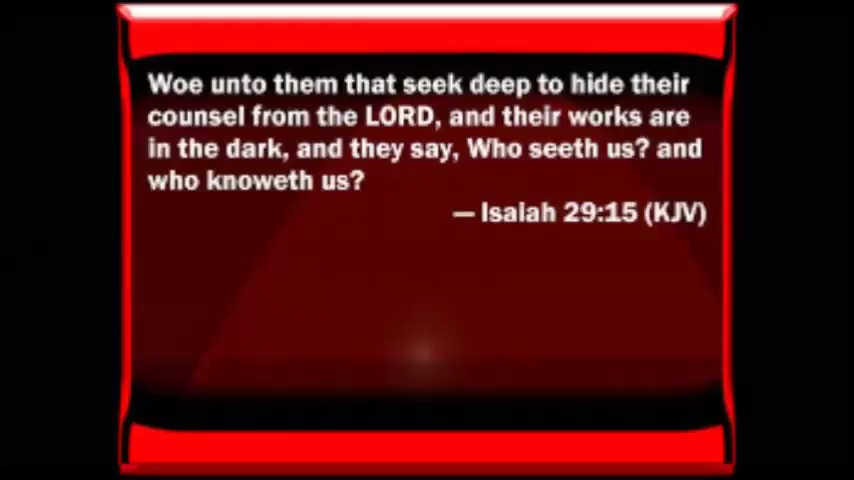 Woe unto them that seek deep to hide their
counsel from the LORD, and their works are
in the dark, and they say, Who seeth us? and
who knoweth us?
— Isaiah 29:15 (KJV)